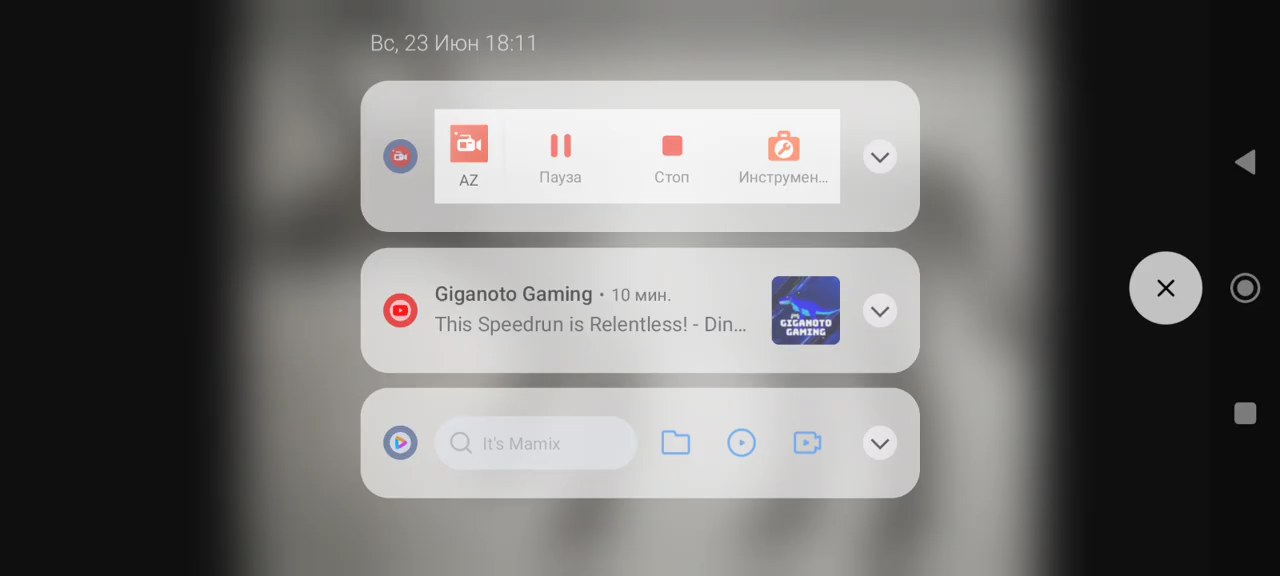 Вс, 23 Июн 18:11
AZ
Пауза
Стоп
Инструмен...
Giganoto Gaming • 10 мин.
This Speedrun is Relentless! - Din...
GIGANOTO
GAMING
It's Mamix